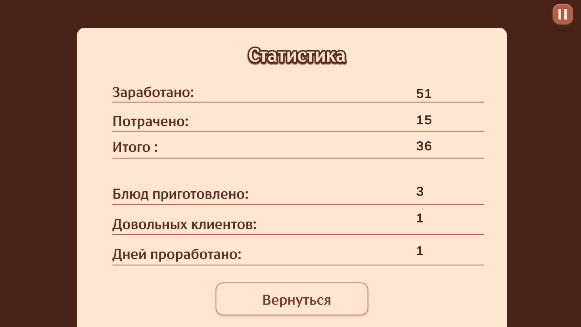 Статистика
Заработано: 51
Потрачено: 15
Итого : 36
Блюд приготовлено: 3
Довольных клиентов: 1
Дней проработано: 1
Вернуться